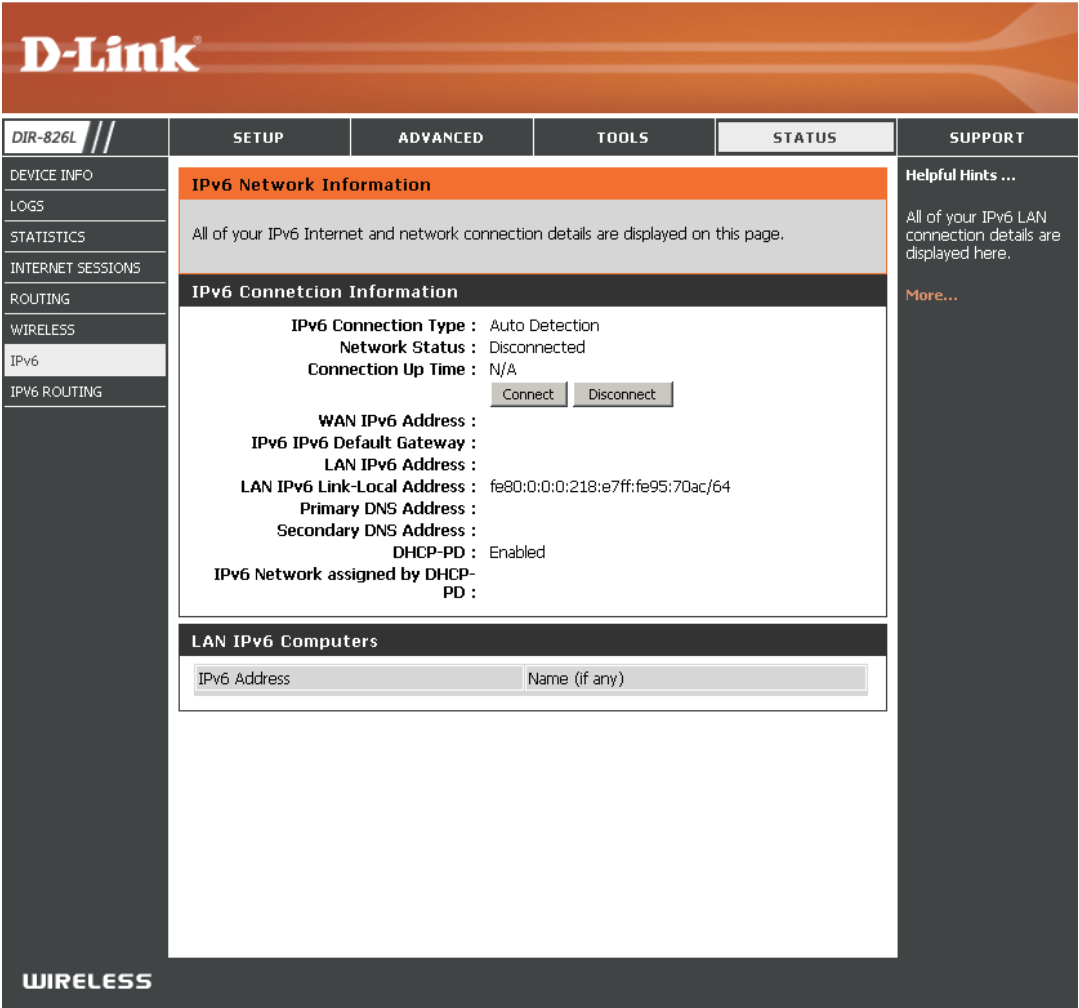 D-Link®
DIR-826L
SETUP
ADVANCED
TOOLS
STATUS
SUPPORT
DEVICE INFO
LOGS
STATISTICS
INTERNET SESSIONS
ROUTING
WIRELESS
IPv6
IPV6 ROUTING
IPv6 Network Information
All of your IPv6 Internet and network connection details are displayed on this page.
IPv6 Connetcion Information
IPv6 Connection Type : Auto Detection
Network Status : Disconnected
Connection Up Time : N/A
Connect Disconnect
WAN IPv6 Address :
IPv6 IPv6 Default Gateway :
LAN IPv6 Address :
LAN IPv6 Link-Local Address : fe80:0:0:0:218:e7ff:fe95:70ac/64
Primary DNS Address :
Secondary DNS Address :
DHCP-PD : Enabled
IPv6 Network assigned by DHCP-
PD :
LAN IPv6 Computers
IPv6 Address Name (if any)
Helpful Hints ...
All of your IPv6 LAN
connection details are
displayed here.
More...
WIRELESS